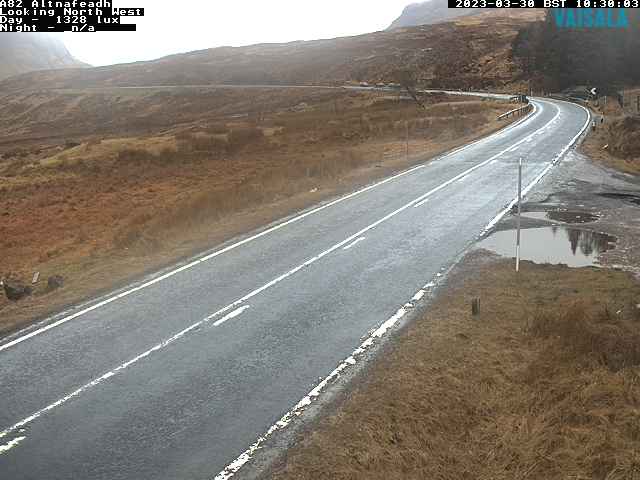 A82 Altnafeadh
Looking North West
Day - 1328 lux
Night - n/a
2023-03-30 BST 10:30:03
VAISALA